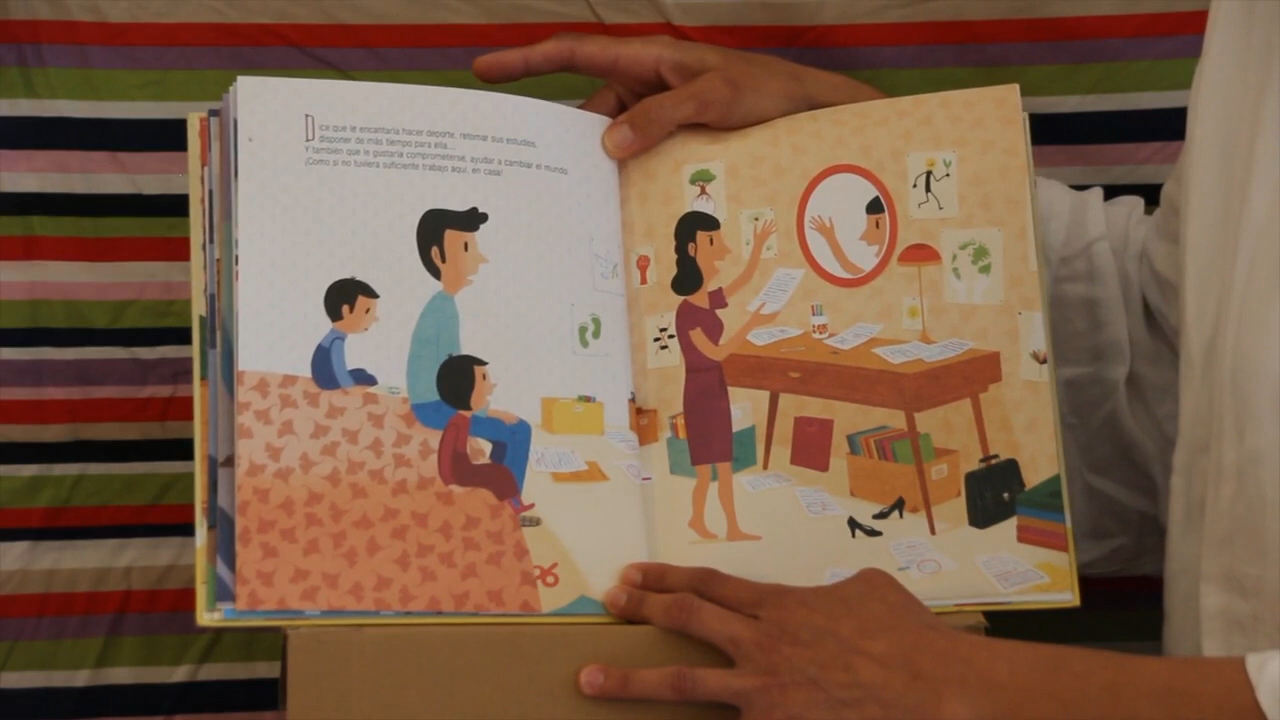 Dice que le encantaría hacer deporte, retomar sus estudios,
disponer de más tiempo para ella...
Y también que le gustaría comprometerse, ayudar a cambiar el mundo.
¡Como si no tuviera suficiente trabajo aquí, en casa!